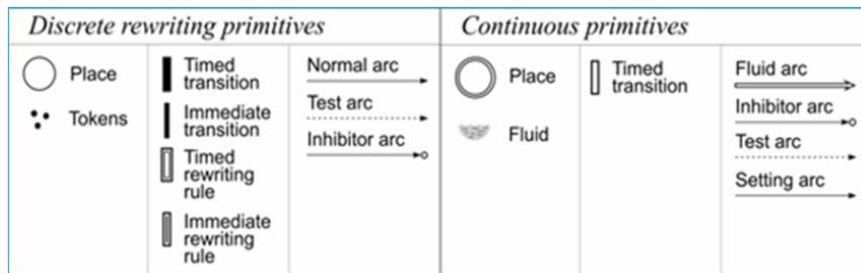 Discrete rewriting primitives
Place
Tokens
Timed
transition
Immediate
transition
Timed
rewriting
rule
Immediate
rewriting
rule
Normal arc
Test arc
Inhibitor arc
Continuous primitives
Place
Fluid
Timed
transition
Fluid arc
Inhibitor arc
Test arc
Setting arc